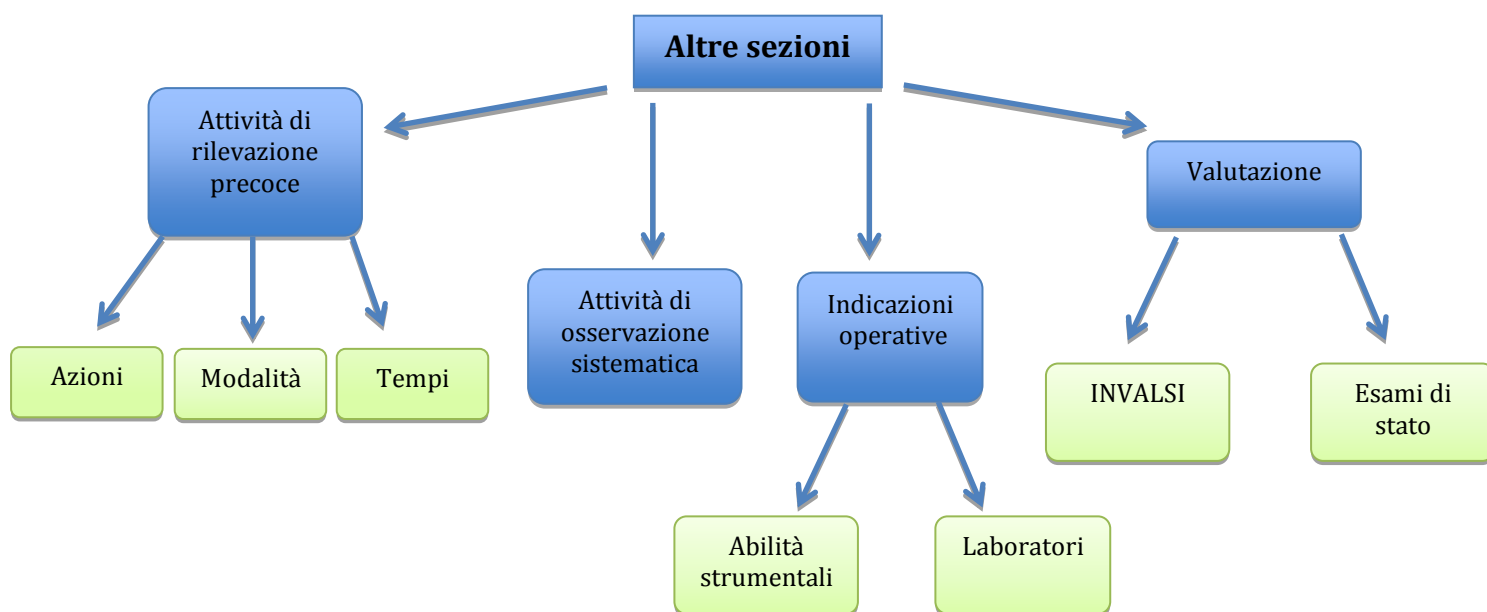 Altre sezioni
Attività di
rilevazione
precoce
Valutazione
Attività di
osservazione
sistematica
Indicazioni
operative
Azioni
Modalità
Tempi
INVALSI
Esami di
stato
Abilità
strumentali
Laboratori